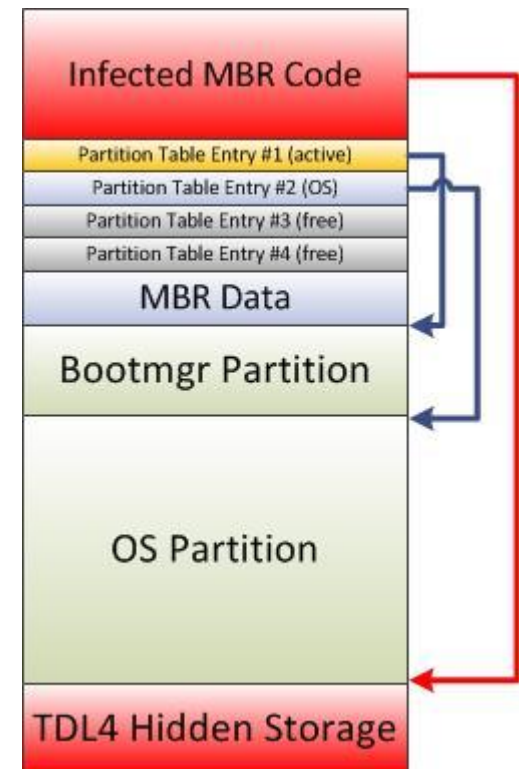 Infected MBR Code
Partition Table Entry #1 (active)
Partition Table Entry #2 (OS)
Partition Table Entry #3 (free)
Partition Table Entry #4 (free)
MBR Data
Bootmgr Partition
OS Partition
TDL4 Hidden Storage